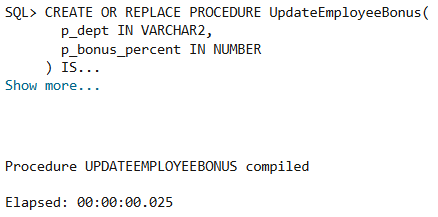 SQL> CREATE OR REPLACE PROCEDURE UpdateEmployeeBonus(
p_dept IN VARCHAR2,
p_bonus_percent IN NUMBER
) IS...
Show more...
Procedure UPDATEEMPLOYEEBONUS compiled
Elapsed: 00:00:00.025